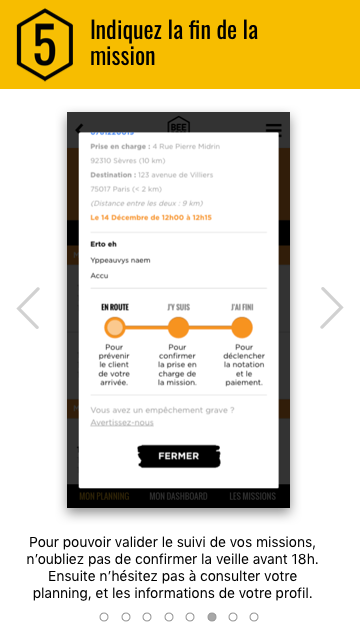 5
Indiquez la fin de la
mission
BEE
Prise en charge : 4 Rue Pierre Midrin
92310 Sèvres (10 km)
Destination : 123 avenue de Villiers
75017 Paris (< 2 km)
(Distance entre les deux : 9 km)
Le 14 Décembre de 12h00 à 12h15
Erto eh
Yppeauvys naem
Accu
EN ROUTE J'Y SUIS J'AI FINI
Pour Pour Pour
prévenir confirmer déclencher
le client la prise en la notation
de votre charge de et le
arrivée. la mission. paiement.
Vous avez un empêchement grave ?
Avertissez-nous
FERMER
MON PLANNING MON DASHBOARD LES MISSIONS
Pour pouvoir valider le suivi de vos missions,
n'oubliez pas de confirmer la veille avant 18h.
Ensuite n'hésitez pas à consulter votre
planning, et les informations de votre profil.